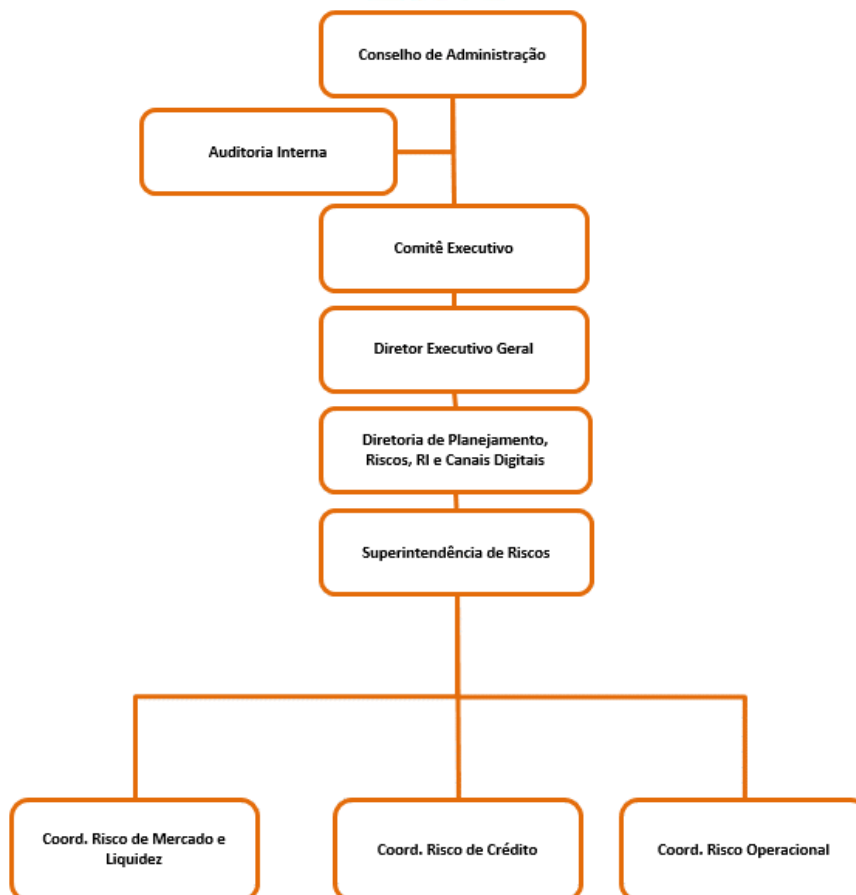 Conselho de Administração
Auditoria Interna
Comitê Executivo
Diretor Executivo Geral
Diretoria de Planejamento,
Riscos, RI e Canais Digitais
Superintendência de Riscos
Coord. Risco de Mercado e
Liquidez
Coord. Risco de Crédito
Coord. Risco Operacional